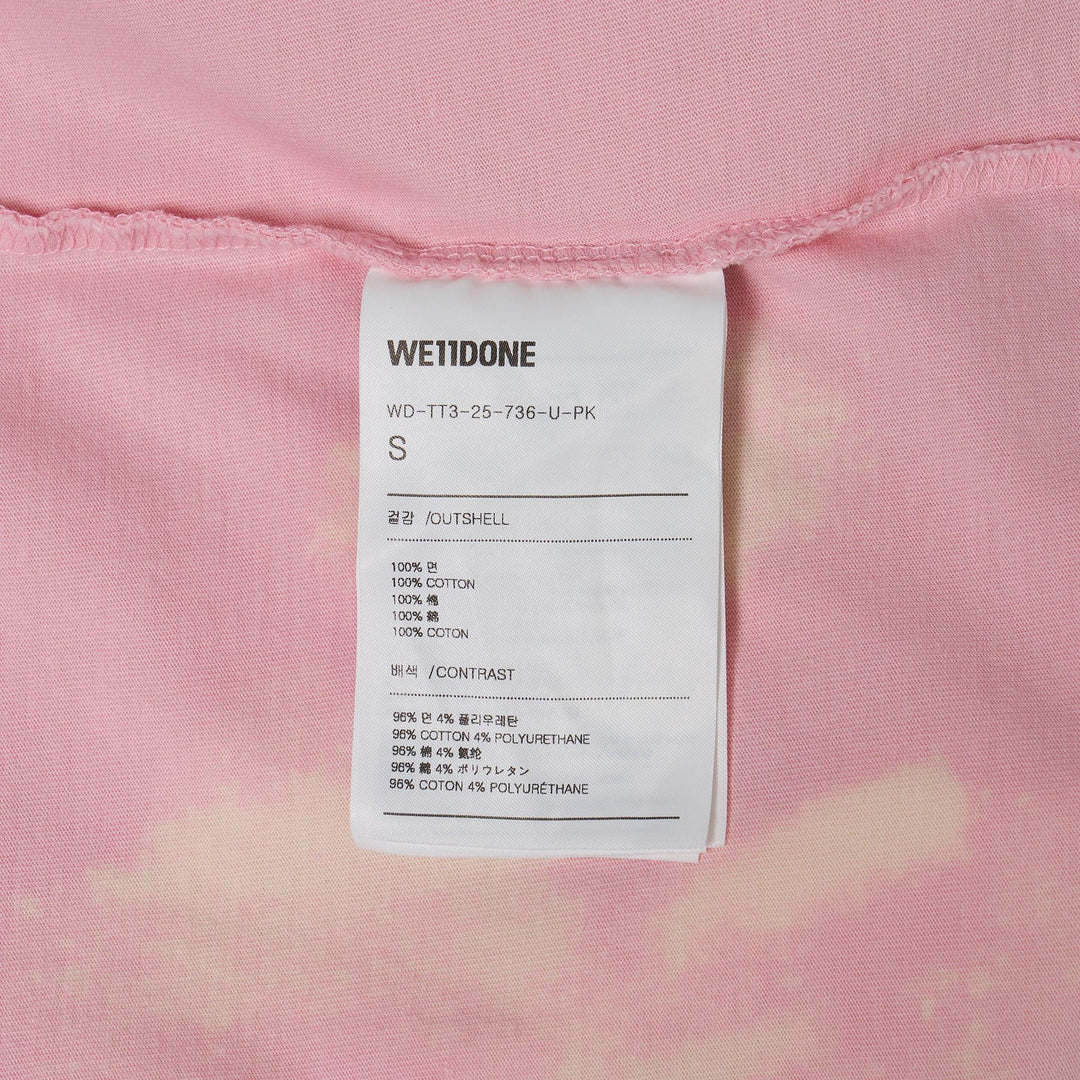 WE11DONE
WD-TT3-25-736-U-PK
S
겉감 /OUTSHELL
100% 면
100% COTTON
100% 棉
100% 綿
100% COTON
배색 /CONTRAST
96% 면 4% 폴리우레탄
96% COTTON 4% POLYURETHANE
96% 棉 4% 氨纶
96% 綿 4% ポリウレタン
96% COTON 4% POLYURÉTHANE